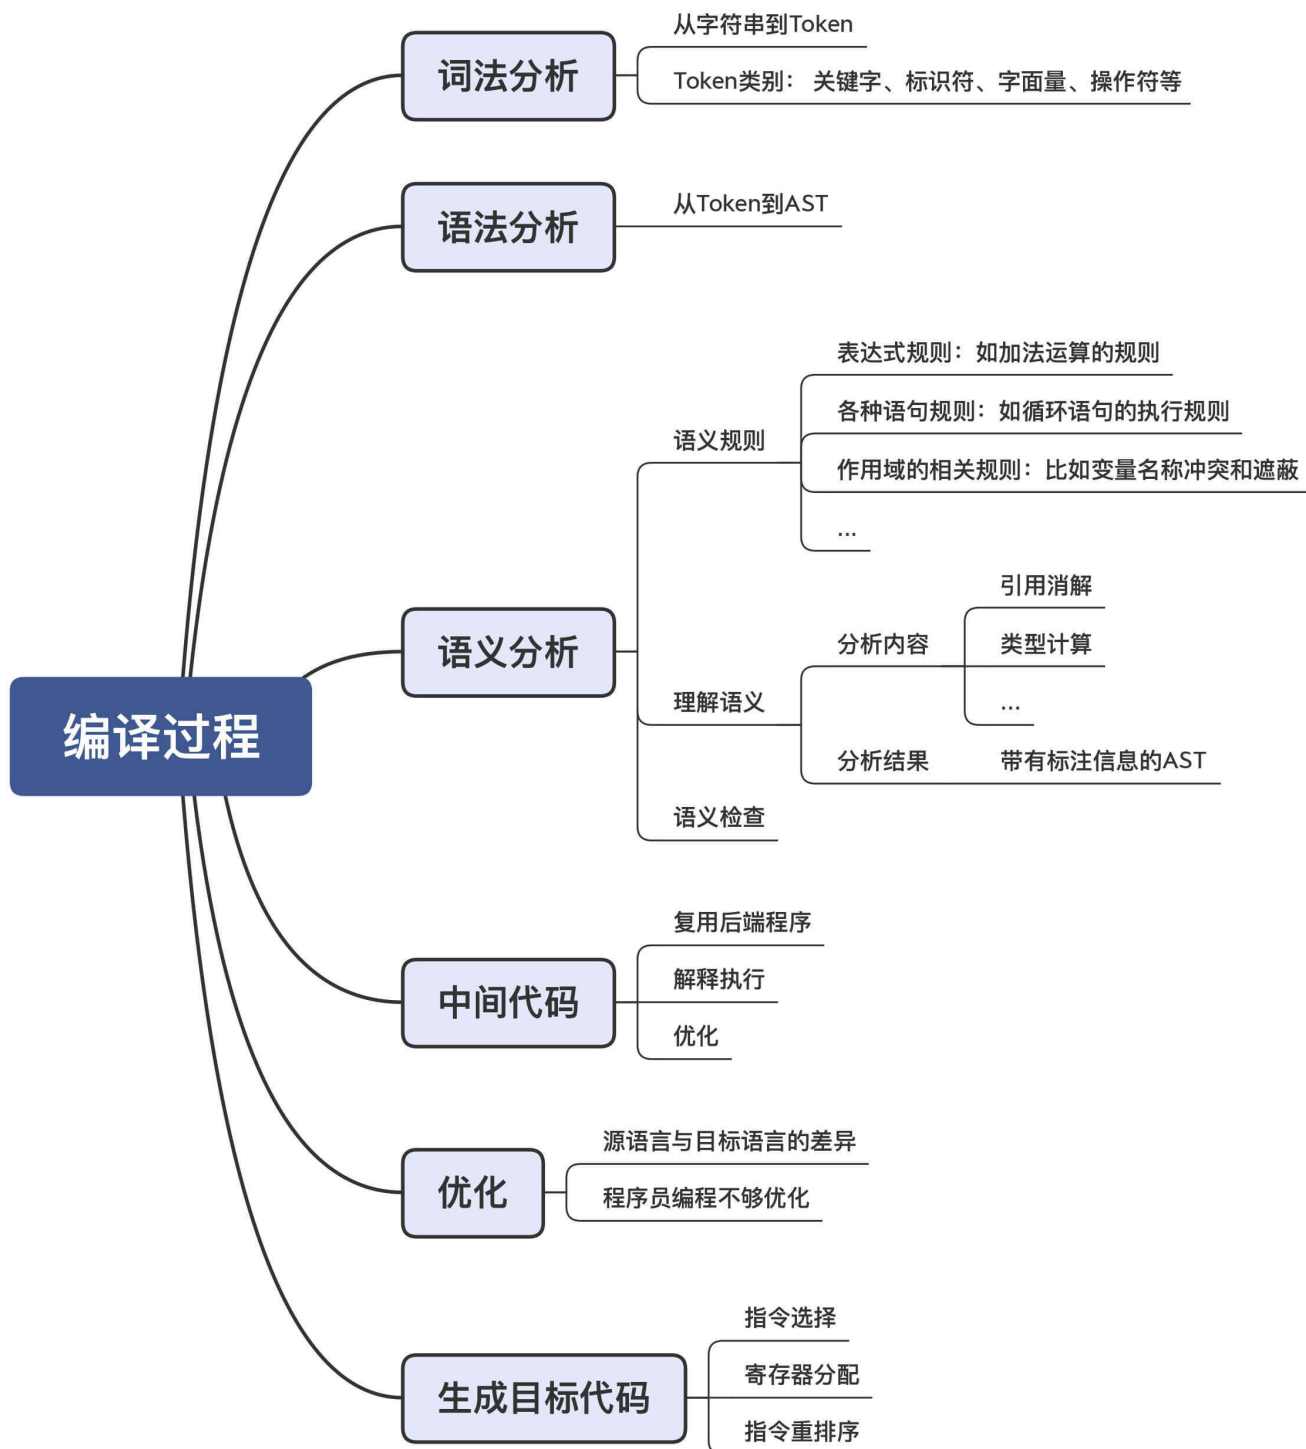 编译过程
词法分析
从字符串到Token
Token类别： 关键字、标识符、字面量、操作符等
语法分析
从Token到AST
语义分析
语义规则
表达式规则：如加法运算的规则
各种语句规则：如循环语句的执行规则
作用域的相关规则：比如变量名称冲突和遮蔽
...
理解语义
分析内容
引用消解
类型计算
...
分析结果
带有标注信息的AST
语义检查
中间代码
复用后端程序
解释执行
优化
优化
源语言与目标语言的差异
程序员编程不够优化
生成目标代码
指令选择
寄存器分配
指令重排序